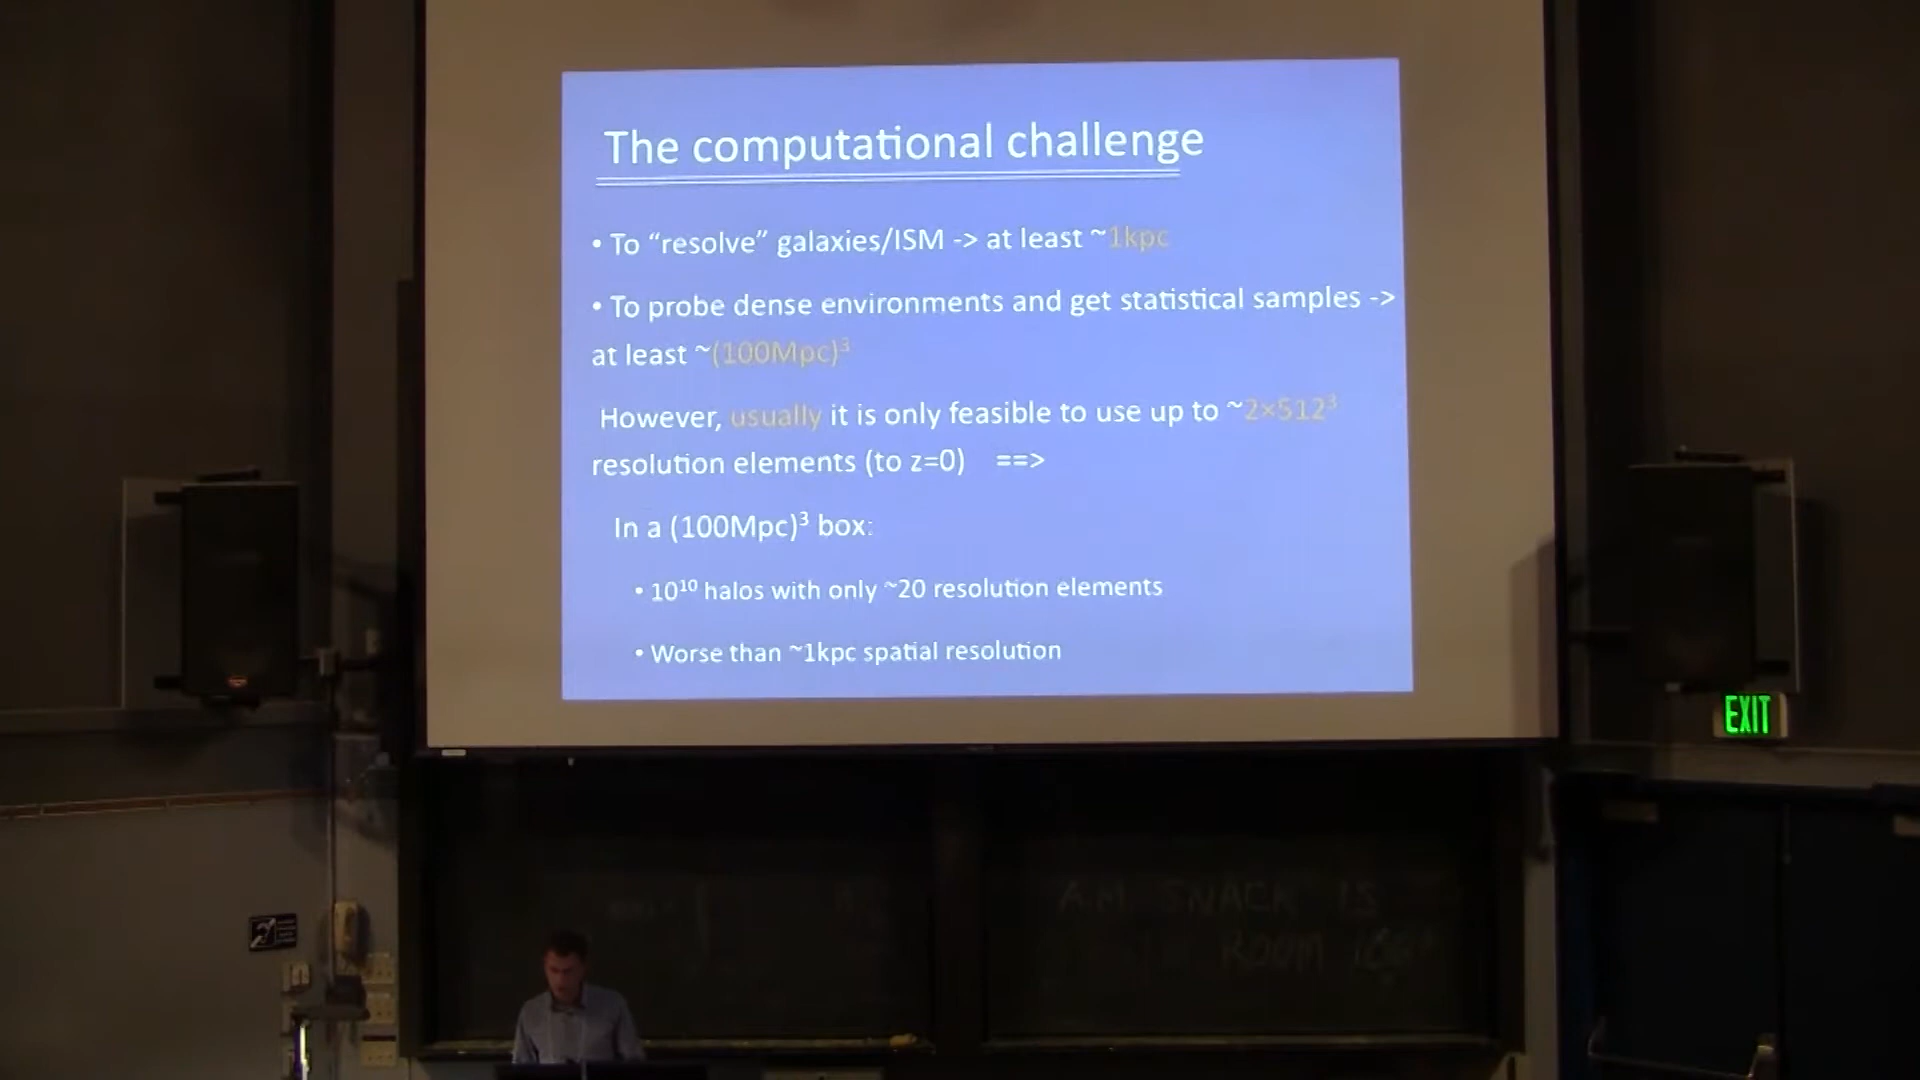 The computational challenge
• To “resolve” galaxies/ISM -> at least ~1kpc
• To probe dense environments and get statistical samples ->
at least ~(100Mpc)³
However, usually it is only feasible to use up to ~2×512³
resolution elements (to z=0) ==>
In a (100Mpc)³ box:
• 10¹⁰ halos with only ~20 resolution elements
• Worse than ~1kpc spatial resolution
EXIT
AM SNACK IS
ROOM